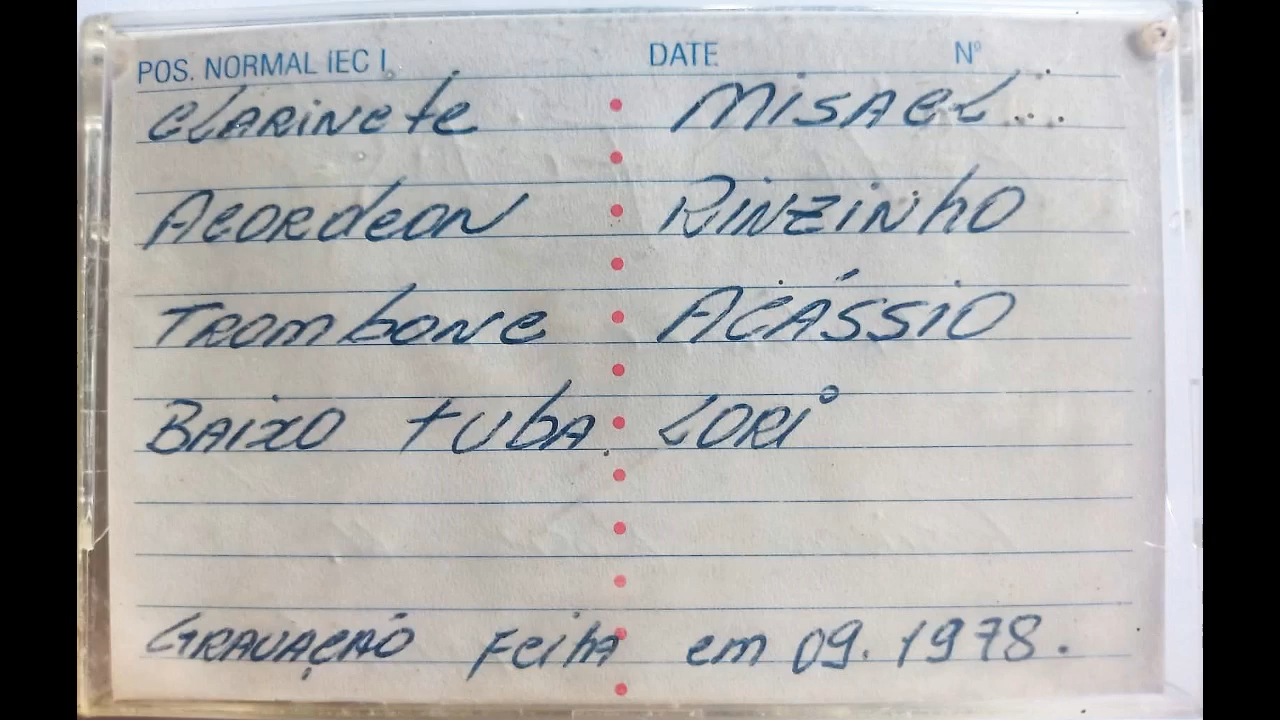 POS. NORMAL IEC I DATE Nº
CLARINETE MISAEL...
ACORDEON RINZINHO
TROMBONE ACÁSSIO
BAIXO TUBA. LORI
GRAVAÇÃO FEITA em 09.1978.